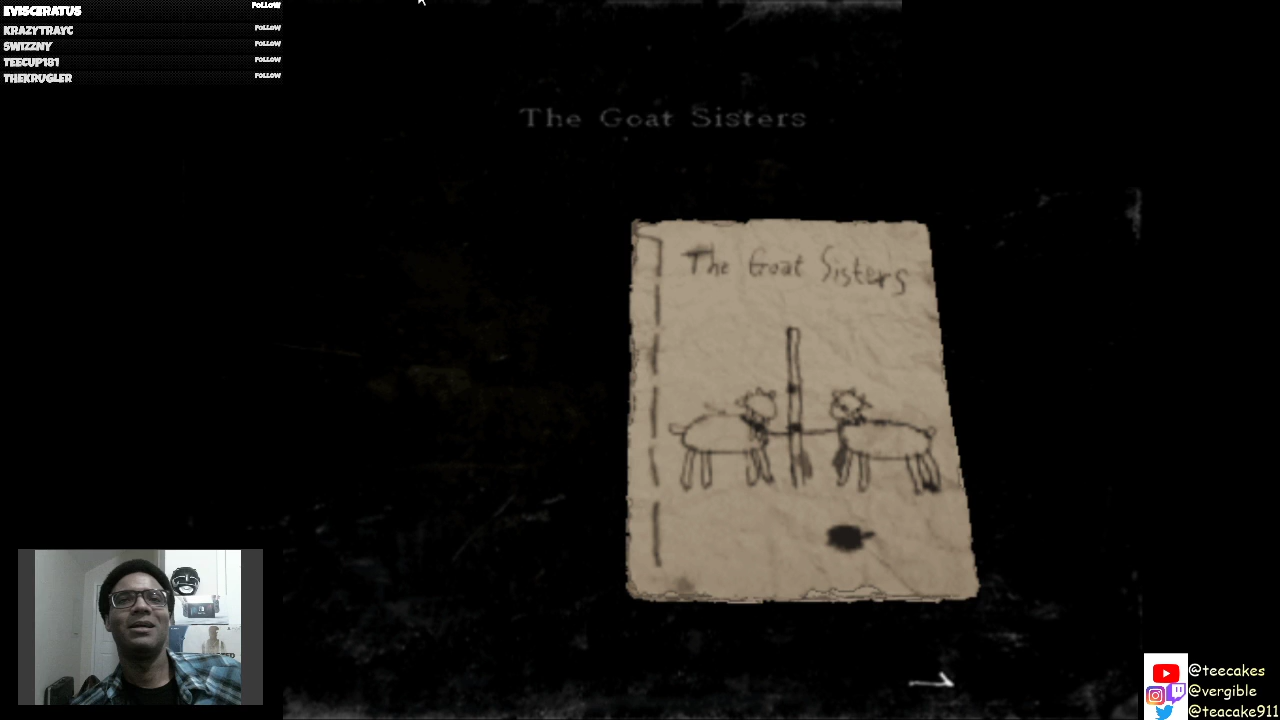 EVISCERATUS FOLLOW
KRAZYTRAYC FOLLOW
SWIZZNY FOLLOW
TEECUP181 FOLLOW
THEKRUGLER FOLLOW
The Goat Sisters
The Goat Sisters
@teecakes
@vergible
@teacake911